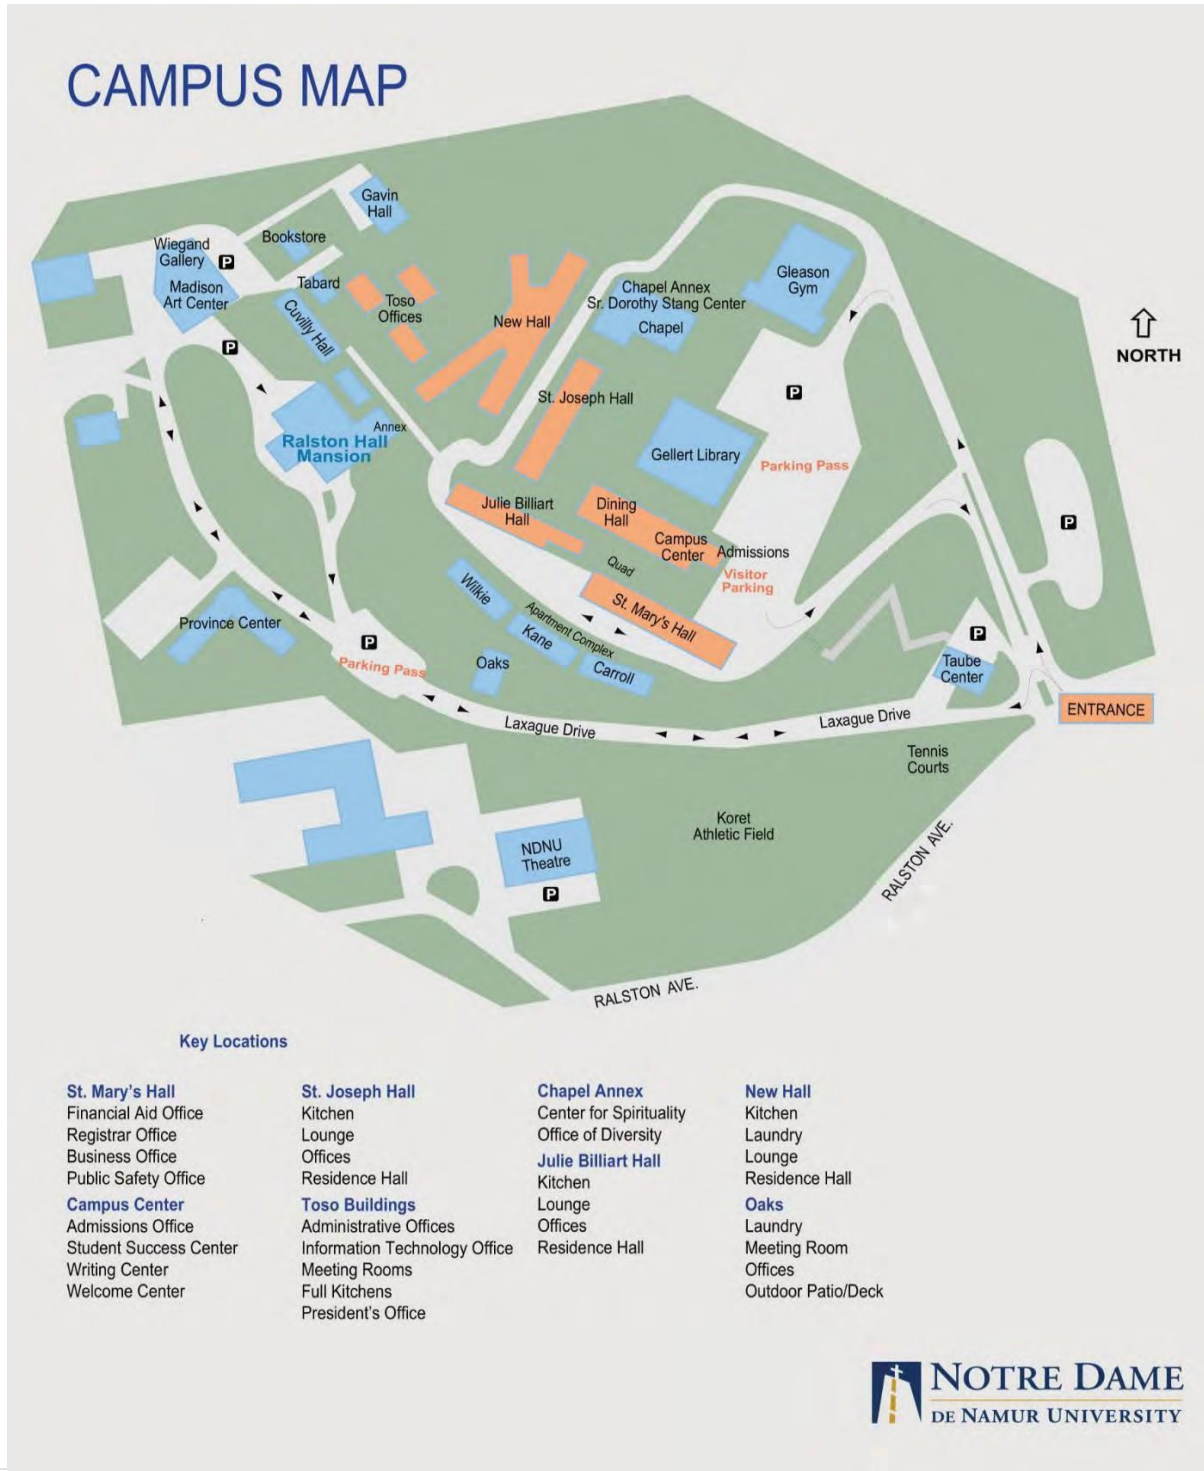 CAMPUS MAP
Gavin
Hall
Bookstore
Wiegand
Gallery
P
Madison
Art Center
Tabard
Toso
Offices
Cuvilly Hall
P
New Hall
Chapel Annex
Sr. Dorothy Stang Center
Chapel
Gleason
Gym
NORTH
P
St. Joseph Hall
Annex
Ralston Hall
Mansion
Gellert Library
Parking Pass
Julie Billiart
Hall
Dining
Hall
Campus
Center
Admissions
P
Quad
Visitor
Parking
Wilkie
St. Mary's Hall
Apartment Complex
Kane
Carroll
Oaks
Province Center
P
Parking Pass
P
Taube
Center
ENTRANCE
Laxague Drive
Laxague Drive
Tennis
Courts
Koret
Athletic Field
NDNU
Theatre
P
RALSTON AVE.
RALSTON AVE.
Key Locations
St. Mary's Hall
Financial Aid Office
Registrar Office
Business Office
Public Safety Office
Campus Center
Admissions Office
Student Success Center
Writing Center
Welcome Center
St. Joseph Hall
Kitchen
Lounge
Offices
Residence Hall
Toso Buildings
Administrative Offices
Information Technology Office
Meeting Rooms
Full Kitchens
President's Office
Chapel Annex
Center for Spirituality
Office of Diversity
Julie Billiart Hall
Kitchen
Lounge
Offices
Residence Hall
New Hall
Kitchen
Laundry
Lounge
Residence Hall
Oaks
Laundry
Meeting Room
Offices
Outdoor Patio/Deck
NOTRE DAME
DE NAMUR UNIVERSITY